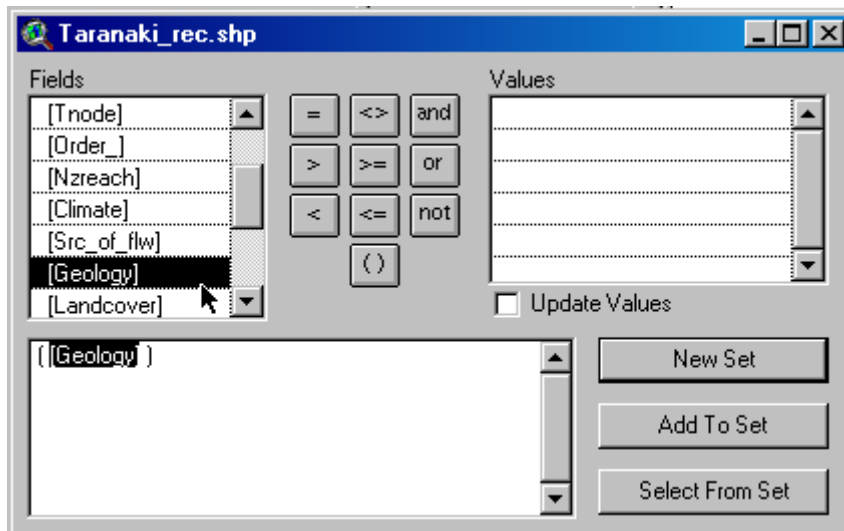 Taranaki_rec.shp
Fields
Values
[Tnode]
[Order_]
[Nzreach]
[Climate]
[Src_of_flw]
[Geology]
[Landcover]
= <> and
> >= or
< <= not
()
Update Values
( [Geology] )
New Set
Add To Set
Select From Set